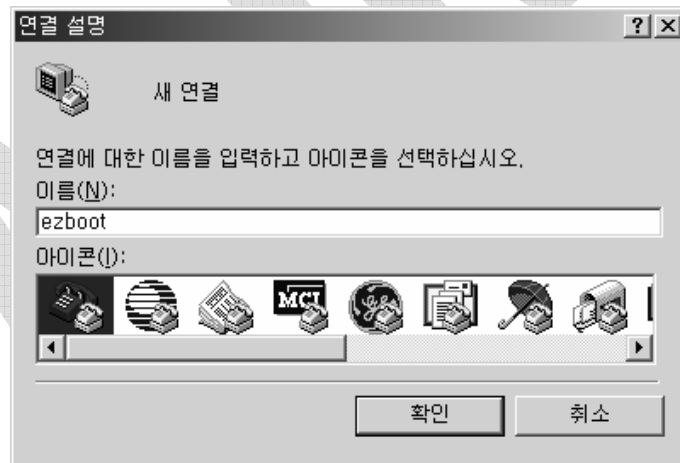 연결 설명
새 연결
연결에 대한 이름을 입력하고 아이콘을 선택하십시오.
이름(N):
ezboot
아이콘(I):
MCI
확인 취소